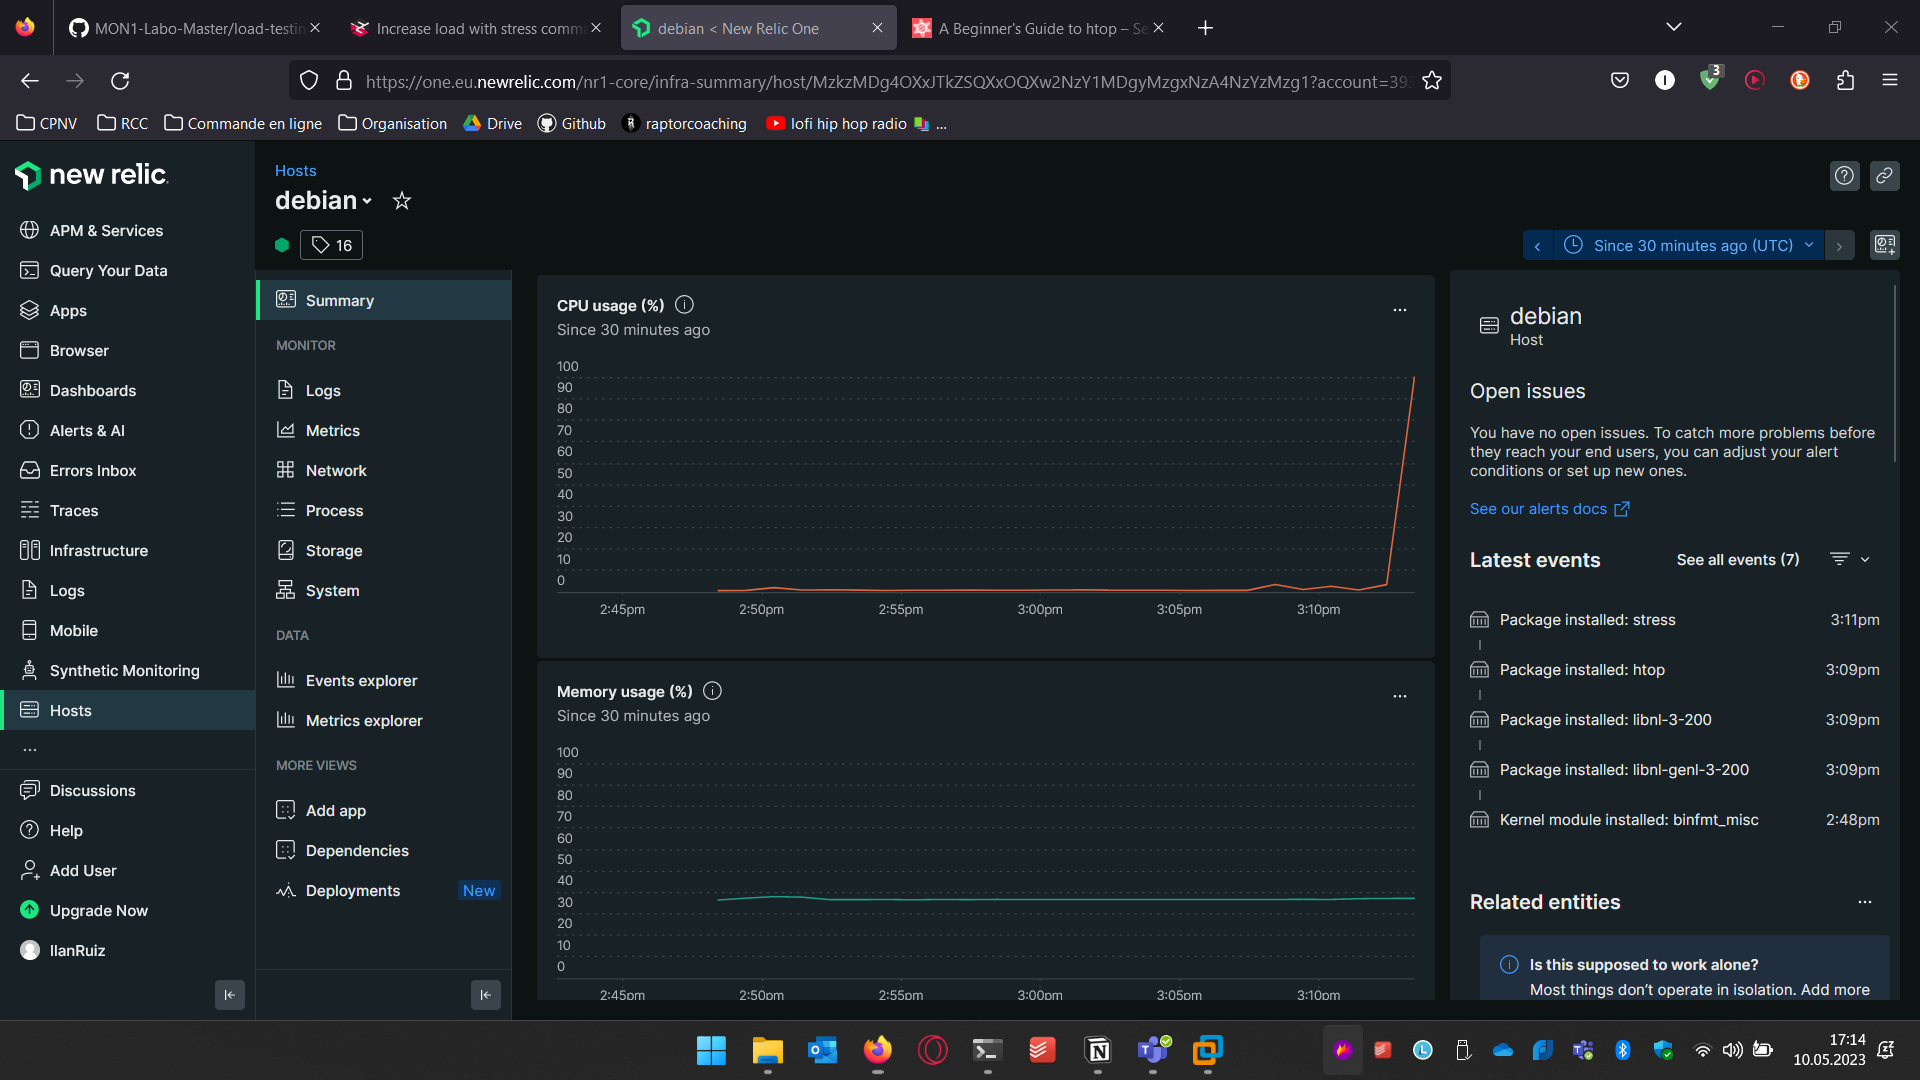 MON1-Labo-Master/load-testin
Increase load with stress comma
debian < New Relic One
A Beginner's Guide to htop – Se
https://one.eu.newrelic.com/nr1-core/infra-summary/host/MzkzMDg4OXxJTkZSQXxOQXw2NzY1MDgyMzgxNzA4NzYzMzg1?account=393
3
CPNV
RCC
Commande en ligne
Organisation
Drive
Github
raptorcoaching
lofi hip hop radio
...
new relic
APM & Services
Query Your Data
Apps
Browser
Dashboards
Alerts & AI
Errors Inbox
Traces
Infrastructure
Logs
Mobile
Synthetic Monitoring
Hosts
...
Discussions
Help
Add User
Upgrade Now
IlanRuiz
Hosts
debian
16
Since 30 minutes ago (UTC)
Summary
MONITOR
Logs
Metrics
Network
Process
Storage
System
DATA
Events explorer
Metrics explorer
MORE VIEWS
Add app
Dependencies
Deployments New
CPU usage (%)
Since 30 minutes ago
100
90
80
70
60
50
40
30
20
10
0
2:45pm 2:50pm 2:55pm 3:00pm 3:05pm 3:10pm
Memory usage (%)
Since 30 minutes ago
100
90
80
70
60
50
40
30
20
10
0
2:45pm 2:50pm 2:55pm 3:00pm 3:05pm 3:10pm
debian
Host
Open issues
You have no open issues. To catch more problems before
they reach your end users, you can adjust your alert
conditions or set up new ones.
See our alerts docs
Latest events See all events (7)
Package installed: stress 3:11pm
Package installed: htop 3:09pm
Package installed: libnl-3-200 3:09pm
Package installed: libnl-genl-3-200 3:09pm
Kernel module installed: binfmt_misc 2:48pm
Related entities
Is this supposed to work alone?
Most things don't operate in isolation. Add more
17:14
10.05.2023